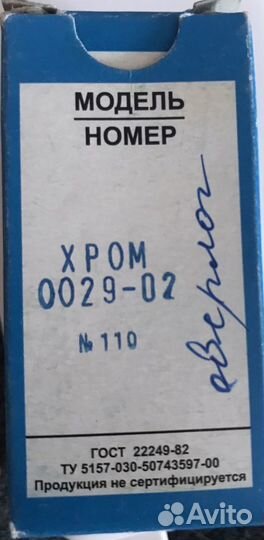 МОДЕЛЬ
НОМЕР
ХРОМ
0029-02
№ 110
оверлог
ГОСТ 22249-82
ТУ 5157-030-50743597-00
Продукция не сертифицируется
Avito